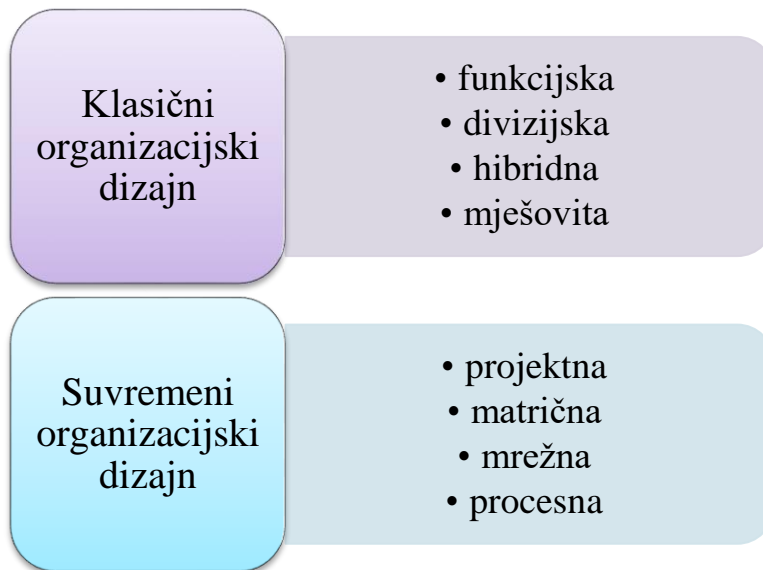 Klasični
organizacijski
dizajn
• funkcijska
• divizijska
• hibridna
• mješovita
Suvremeni
organizacijski
dizajn
• projektna
• matrična
• mrežna
• procesna